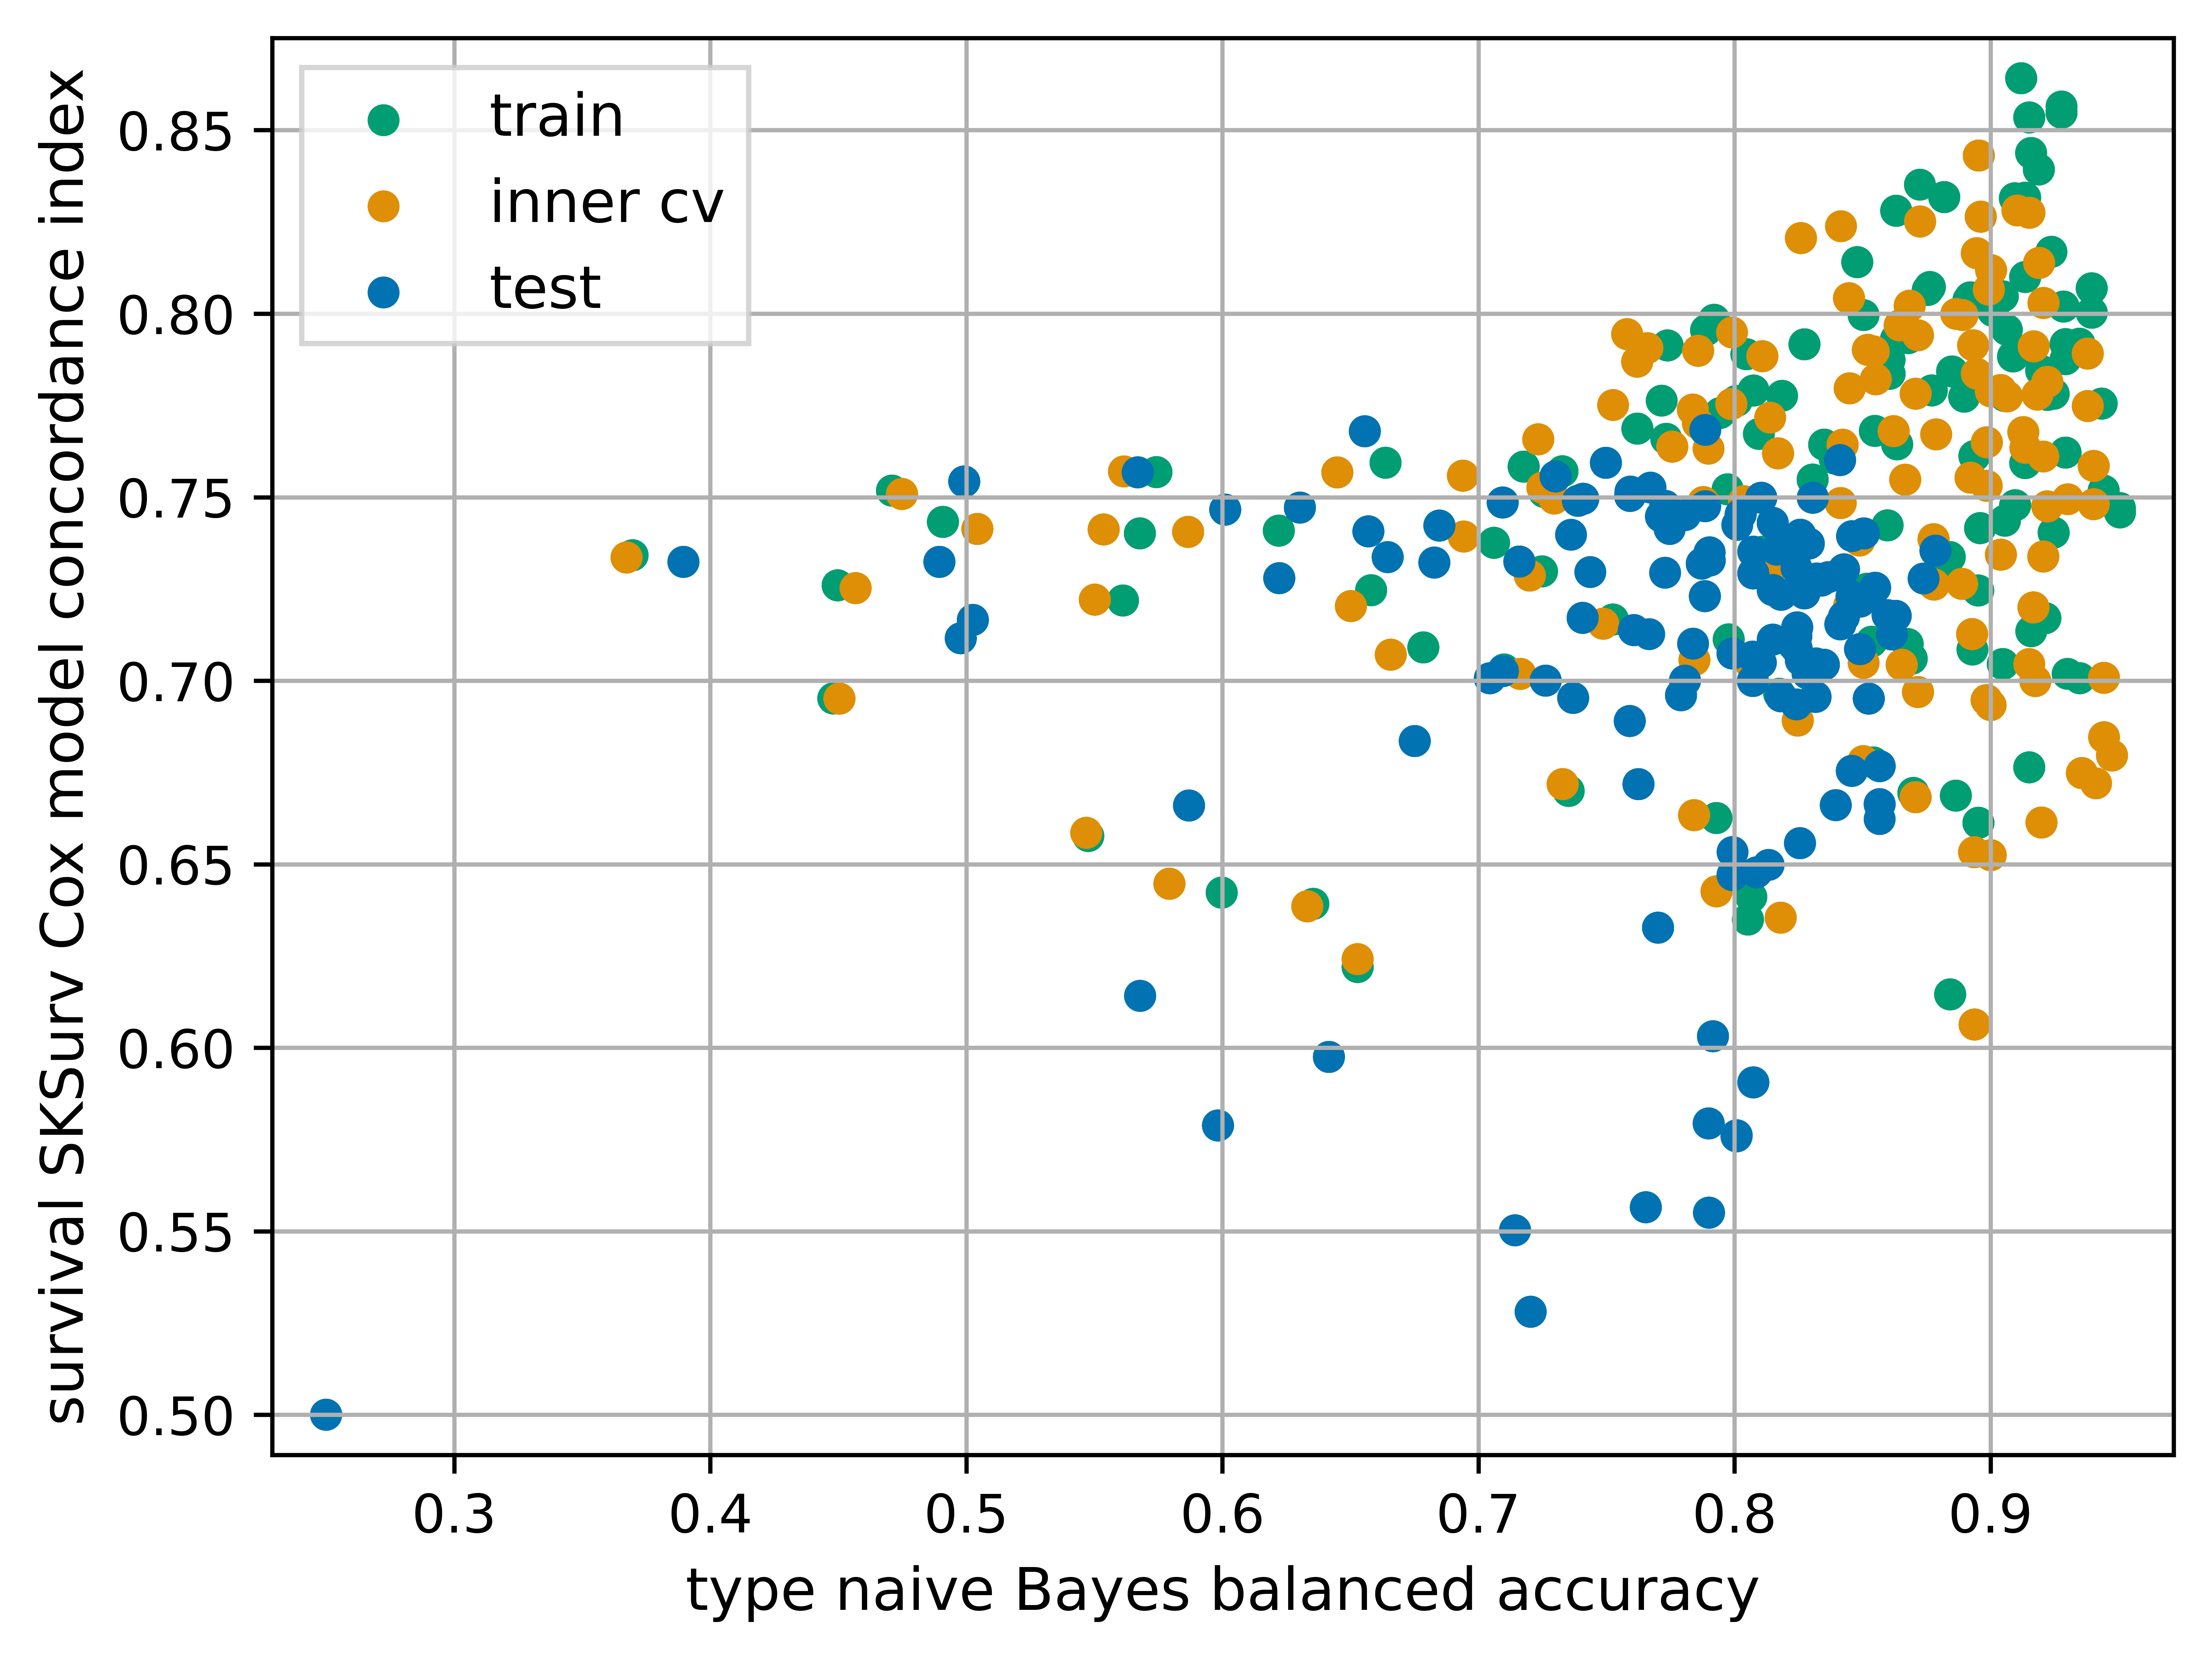 train
inner cv
test
survival SKSurv Cox model concordance index
0.85
0.80
0.75
0.70
0.65
0.60
0.55
0.50
0.3 0.4 0.5 0.6 0.7 0.8 0.9
type naive Bayes balanced accuracy